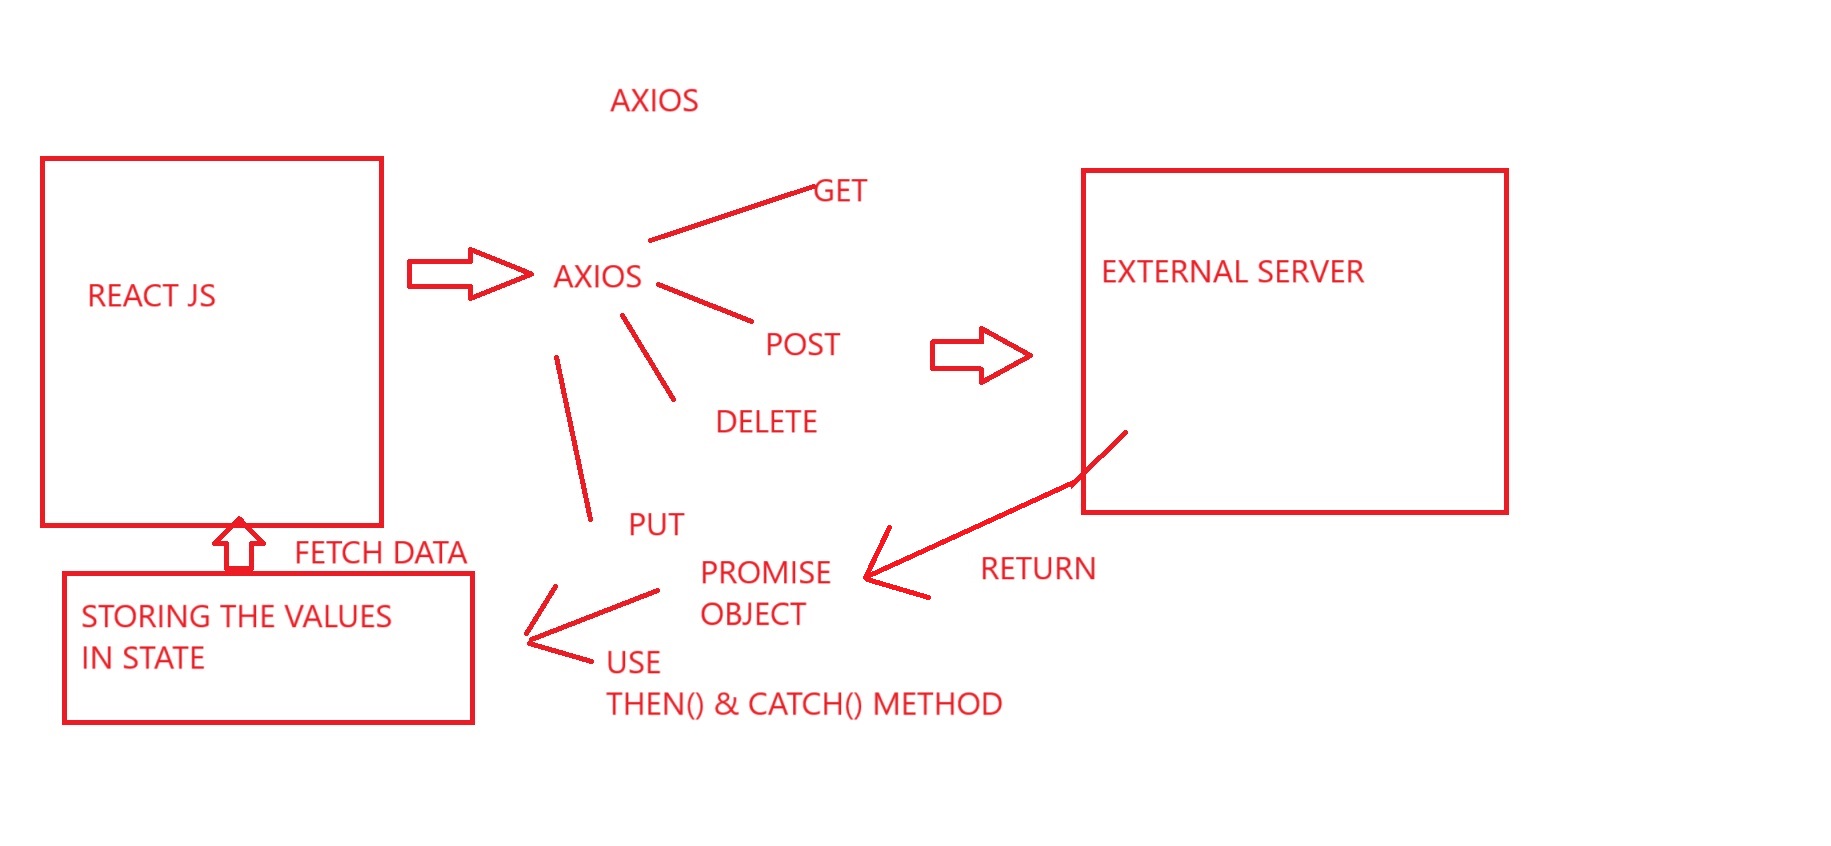 AXIOS
GET
REACT JS
AXIOS
EXTERNAL SERVER
POST
DELETE
PUT
FETCH DATA
PROMISE
OBJECT
RETURN
STORING THE VALUES
IN STATE
USE
THEN() & CATCH() METHOD